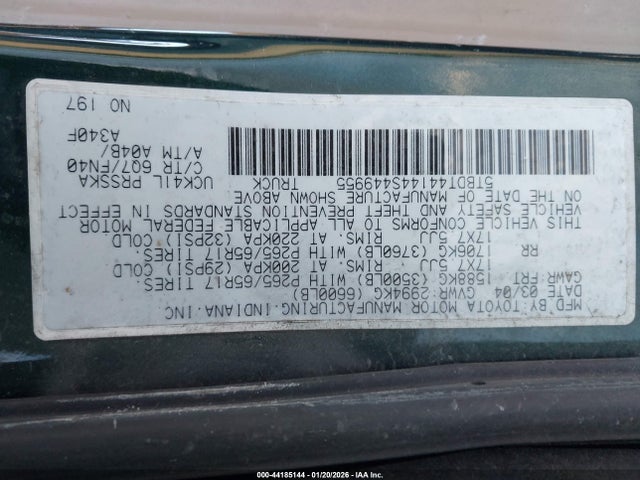 MFD BY:TOYOTA MOTOR MANUFACTURING.INDIANA.INC
DATE 03/04 GVWR:2994KG (6600LB)
GAWR:FRT 1588KG (3500LB) WITH P265/65R17 TIRES.
17X7.5JJ RIMS. AT 200KPA (29PSI) COLD
RR 1706KG (3760LB) WITH P265/65R17 TIRES.
17X7.5JJ RIMS. AT 220KPA (32PSI) COLD
THIS VEHICLE CONFORMS TO ALL APPLICABLE FEDERAL MOTOR
VEHICLE SAFETY AND THEFT PREVENTION STANDARDS IN EFFECT
ON THE DATE OF MANUFACTURE SHOWN ABOVE
5TBDT44144S449955 TRUCK
UCK41L PRSSKA
C/TR 6Q7/FN40
A/TM A04B/
A340F
NO 197
000-44185144 - 01/20/2026 - IAA Inc.